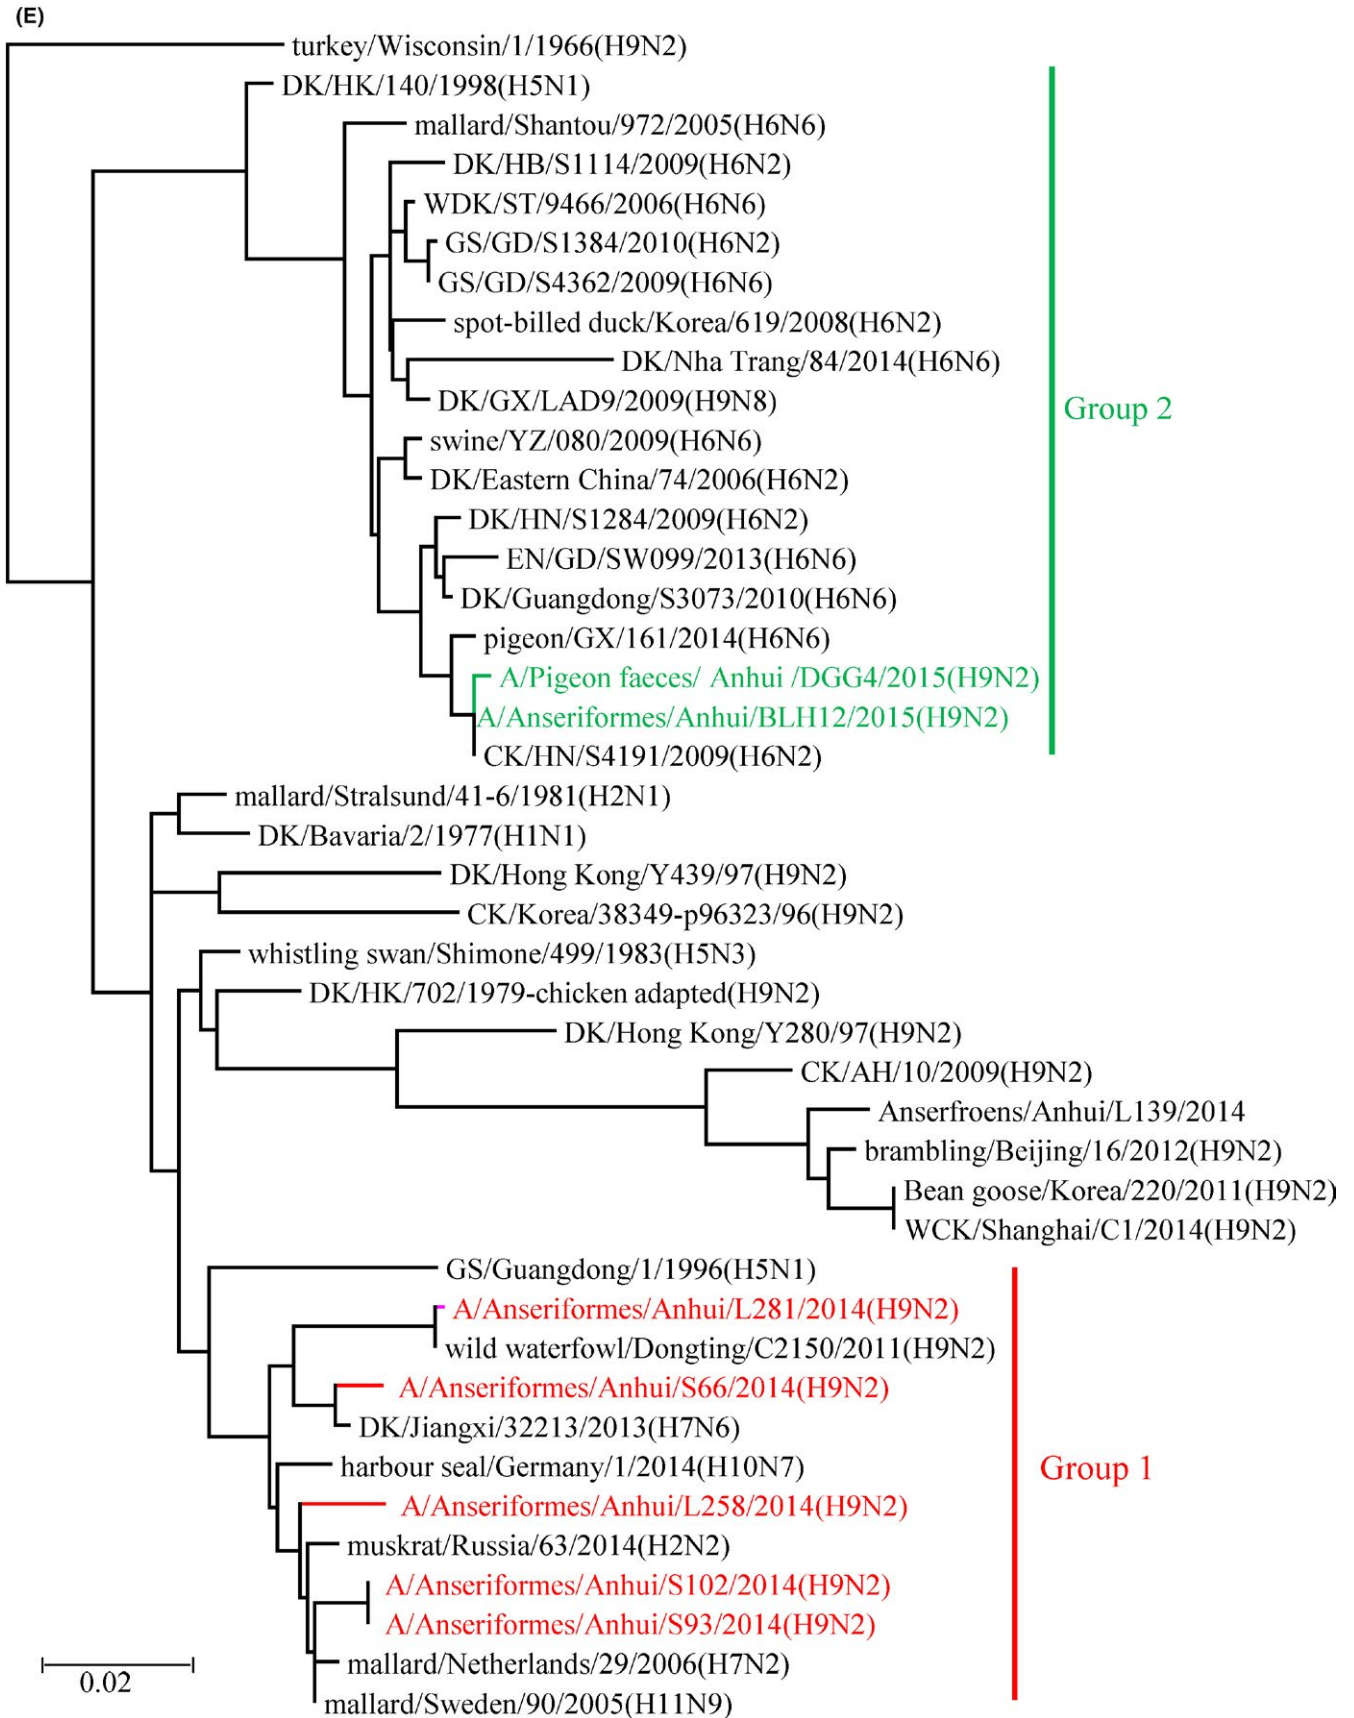 (E)
turkey/Wisconsin/1/1966(H9N2)
DK/HK/140/1998(H5N1)
mallard/Shantou/972/2005(H6N6)
DK/HB/S1114/2009(H6N2)
WDK/ST/9466/2006(H6N6)
GS/GD/S1384/2010(H6N2)
GS/GD/S4362/2009(H6N6)
spot-billed duck/Korea/619/2008(H6N2)
DK/Nha Trang/84/2014(H6N6)
DK/GX/LAD9/2009(H9N8)
Group 2
swine/YZ/080/2009(H6N6)
DK/Eastern China/74/2006(H6N2)
DK/HN/S1284/2009(H6N2)
EN/GD/SW099/2013(H6N6)
DK/Guangdong/S3073/2010(H6N6)
pigeon/GX/161/2014(H6N6)
A/Pigeon faeces/ Anhui /DGG4/2015(H9N2)
A/Anseriformes/Anhui/BLH12/2015(H9N2)
CK/HN/S4191/2009(H6N2)
mallard/Stralsund/41-6/1981(H2N1)
DK/Bavaria/2/1977(H1N1)
DK/Hong Kong/Y439/97(H9N2)
CK/Korea/38349-p96323/96(H9N2)
whistling swan/Shimone/499/1983(H5N3)
DK/HK/702/1979-chicken adapted(H9N2)
DK/Hong Kong/Y280/97(H9N2)
CK/AH/10/2009(H9N2)
Anserfroens/Anhui/L139/2014
brambling/Beijing/16/2012(H9N2)
Bean goose/Korea/220/2011(H9N2)
WCK/Shanghai/C1/2014(H9N2)
GS/Guangdong/1/1996(H5N1)
A/Anseriformes/Anhui/L281/2014(H9N2)
wild waterfowl/Dongting/C2150/2011(H9N2)
A/Anseriformes/Anhui/S66/2014(H9N2)
DK/Jiangxi/32213/2013(H7N6)
harbour seal/Germany/1/2014(H10N7)
Group 1
A/Anseriformes/Anhui/L258/2014(H9N2)
muskrat/Russia/63/2014(H2N2)
A/Anseriformes/Anhui/S102/2014(H9N2)
A/Anseriformes/Anhui/S93/2014(H9N2)
mallard/Netherlands/29/2006(H7N2)
0.02
mallard/Sweden/90/2005(H11N9)